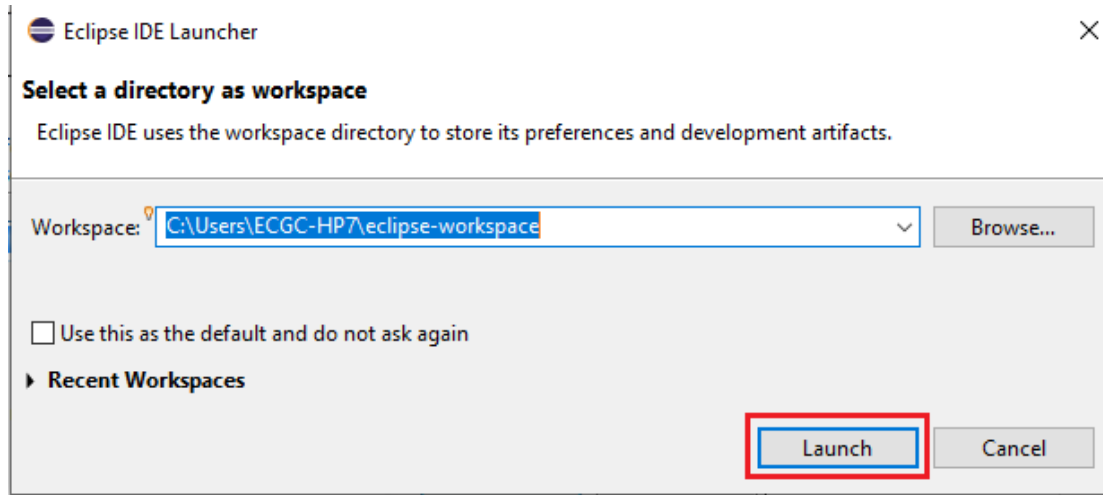 Eclipse IDE Launcher
Select a directory as workspace
Eclipse IDE uses the workspace directory to store its preferences and development artifacts.
Workspace: C:\Users\ECGC-HP7\eclipse-workspace Browse...
Use this as the default and do not ask again
Recent Workspaces
Launch Cancel